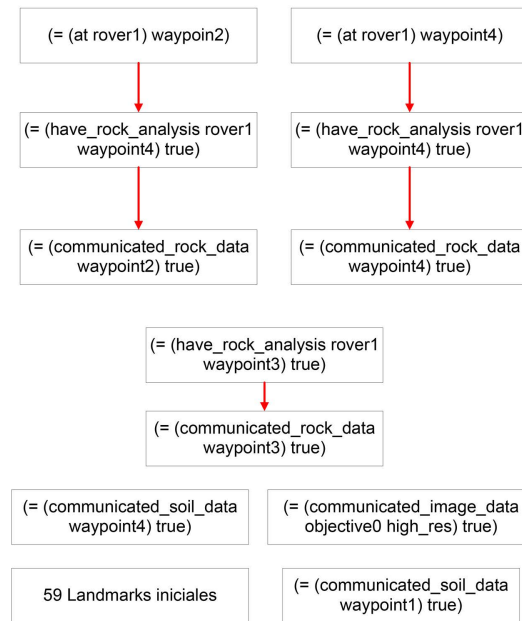 (= (at rover1) waypoin2)
(= (at rover1) waypoint4)
(= (have_rock_analysis rover1
waypoint4) true)
(= (have_rock_analysis rover1
waypoint4) true)
(= (communicated_rock_data
waypoint2) true)
(= (communicated_rock_data
waypoint4) true)
(= (have_rock_analysis rover1
waypoint3) true)
(= (communicated_rock_data
waypoint3) true)
(= (communicated_soil_data
waypoint4) true)
(= (communicated_image_data
objective0 high_res) true)
59 Landmarks iniciales
(= (communicated_soil_data
waypoint1) true)